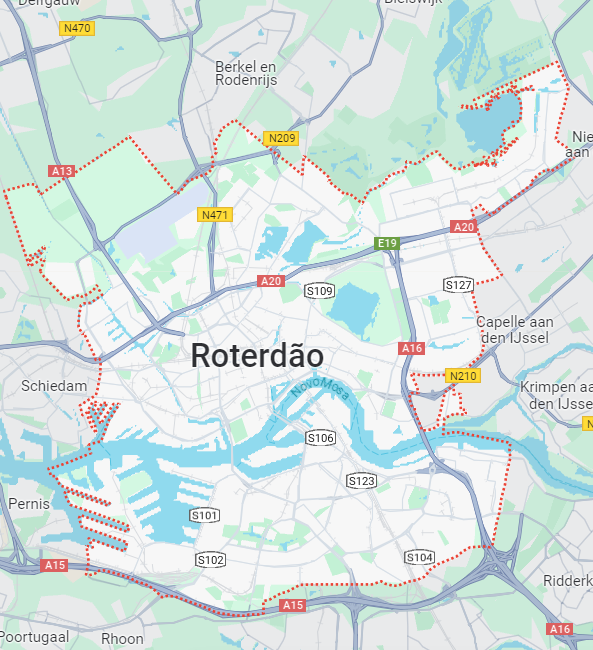 Delfgauw
Bleiswijk
N470
Berkel en
Rodenrijs
N209
Nie
aan
A13
N471
A20
E19
A20
S109
S127
Capelle aan
den IJssel
Roterdão
A16
N210
Schiedam
Krimpen aa
den IJsse
NovoMosa
N
S106
S123
Pernis
S101
S102
S104
A15
Ridderk
A15
A16
Poortugaal
Rhoon